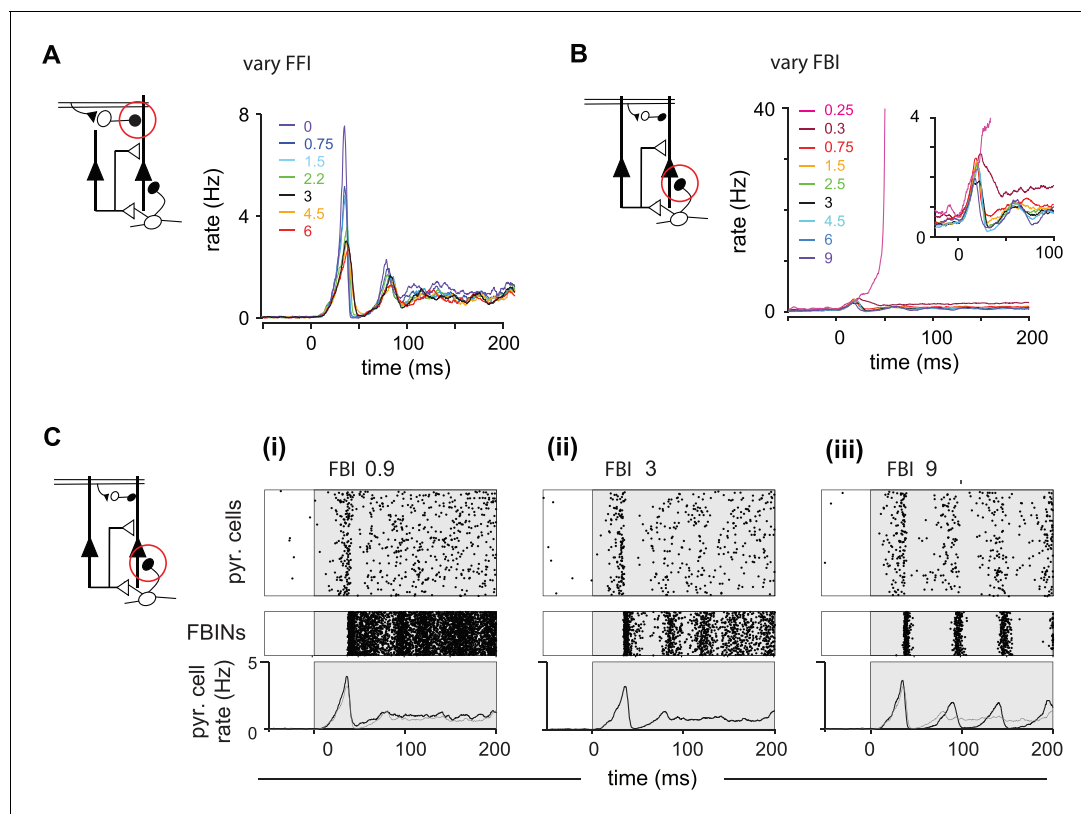 A
vary FFI
rate (Hz)
8
4
0
0
0.75
1.5
2.2
3
4.5
6
0
100
200
time (ms)
B
vary FBI
rate (Hz)
40
20
0
0.25
0.3
0.75
1.5
2.5
3
4.5
6
9
4
2
0
0
100
0
100
200
time (ms)
C
(i)
FBI 0.9
(ii)
FBI 3
(iii)
FBI 9
pyr. cells
FBINs
pyr. cell
rate (Hz)
5
0
0
100
200
0
100
200
0
100
200
time (ms)